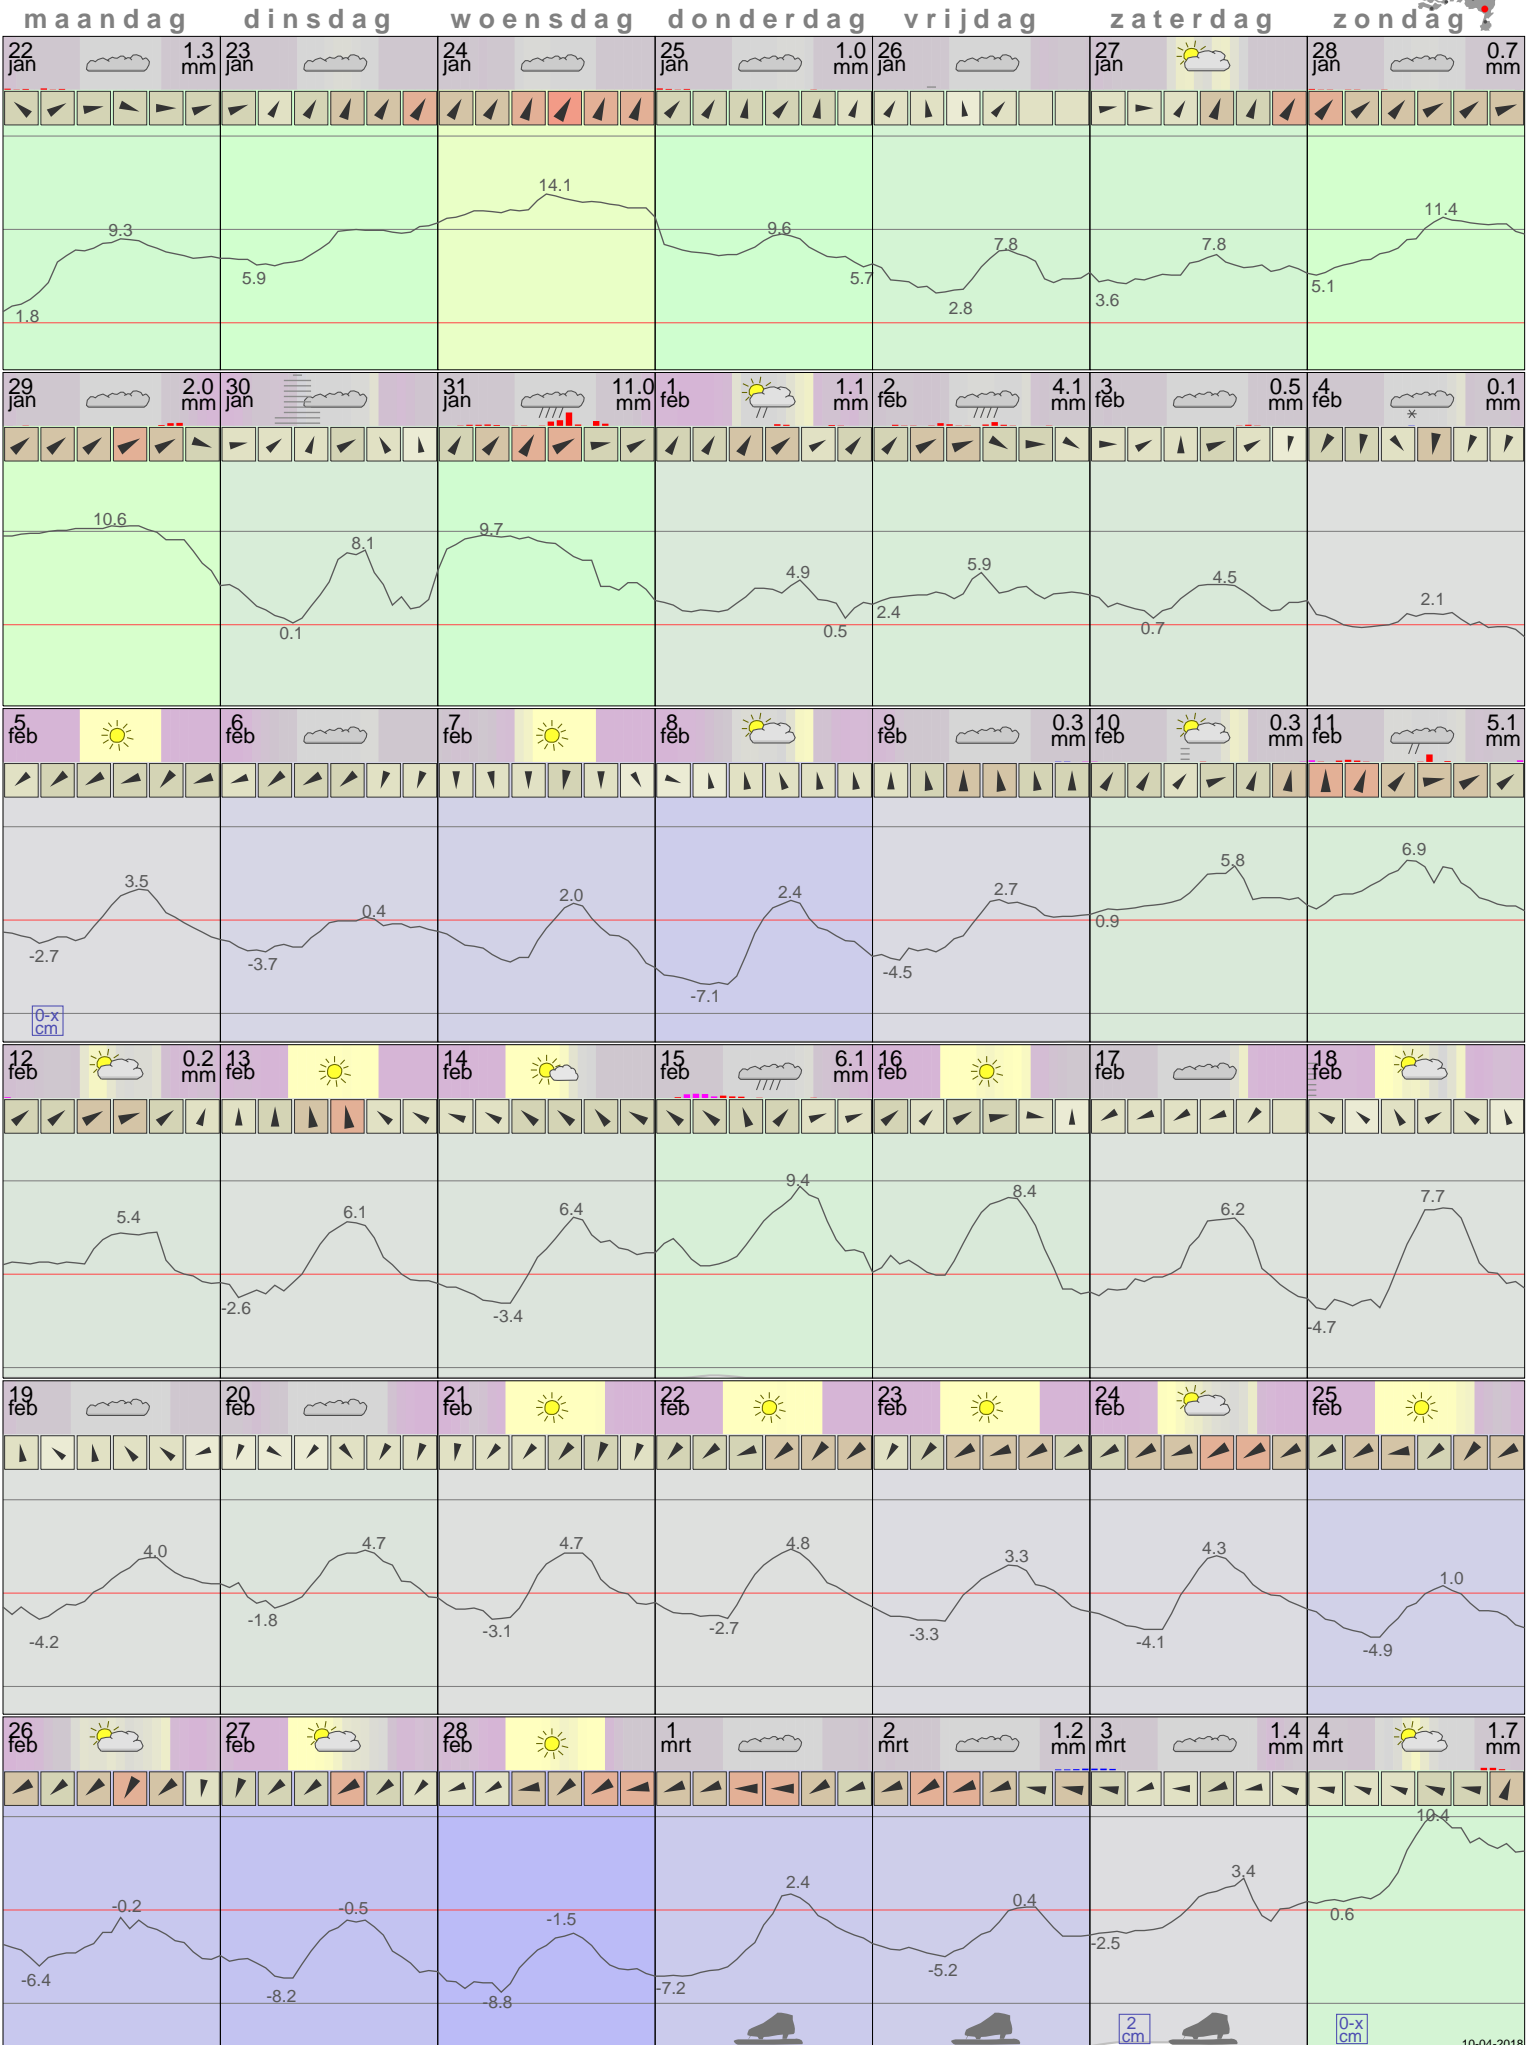 maandag dinsdag woensdag donderdag vrijdag zaterdag zondag
22 jan 1.3 mm 23 jan 24 jan 25 jan 1.0 mm 26 jan 27 jan 28 jan 0.7 mm
14.1
11.4
9.3 9.6
7.8 7.8
5.9 5.7
5.1
3.6
1.8 2.8
29 jan 2.0 mm 30 jan 31 jan 11.0 mm 1 feb 1.1 mm 2 feb 4.1 mm 3 feb 0.5 mm 4 feb 0.1 mm
10.6 9.7
8.1
4.9 5.9 4.5
2.4 2.1
0.1 0.5 0.7
5 feb 6 feb 7 feb 8 feb 9 feb 0.3 mm 10 feb 0.3 mm 11 feb 5.1 mm
5.8 6.9
3.5 0.4 2.0 2.4 2.7
0.9
-2.7 -3.7 -4.5
-7.1
0-x
cm
12 feb 0.2 mm 13 feb 14 feb 15 feb 6.1 mm 16 feb 17 feb 18 feb
9.4 8.4 7.7
5.4 6.1 6.4 6.2
-2.6 -3.4 -4.7
19 feb 20 feb 21 feb 22 feb 23 feb 24 feb 25 feb
4.0 4.7 4.7 4.8 3.3 4.3 1.0
-4.2 -1.8 -3.1 -2.7 -3.3 -4.1 -4.9
26 feb 27 feb 28 feb 1 mrt 2 mrt 1.2 mm 3 mrt 1.4 mm 4 mrt 1.7 mm
10.4
-0.2 -0.5 -1.5 2.4 0.4 3.4
0.6
-2.5
-6.4 -8.2 -8.8 -7.2 -5.2
2 0-x
cm cm
10-04-2018